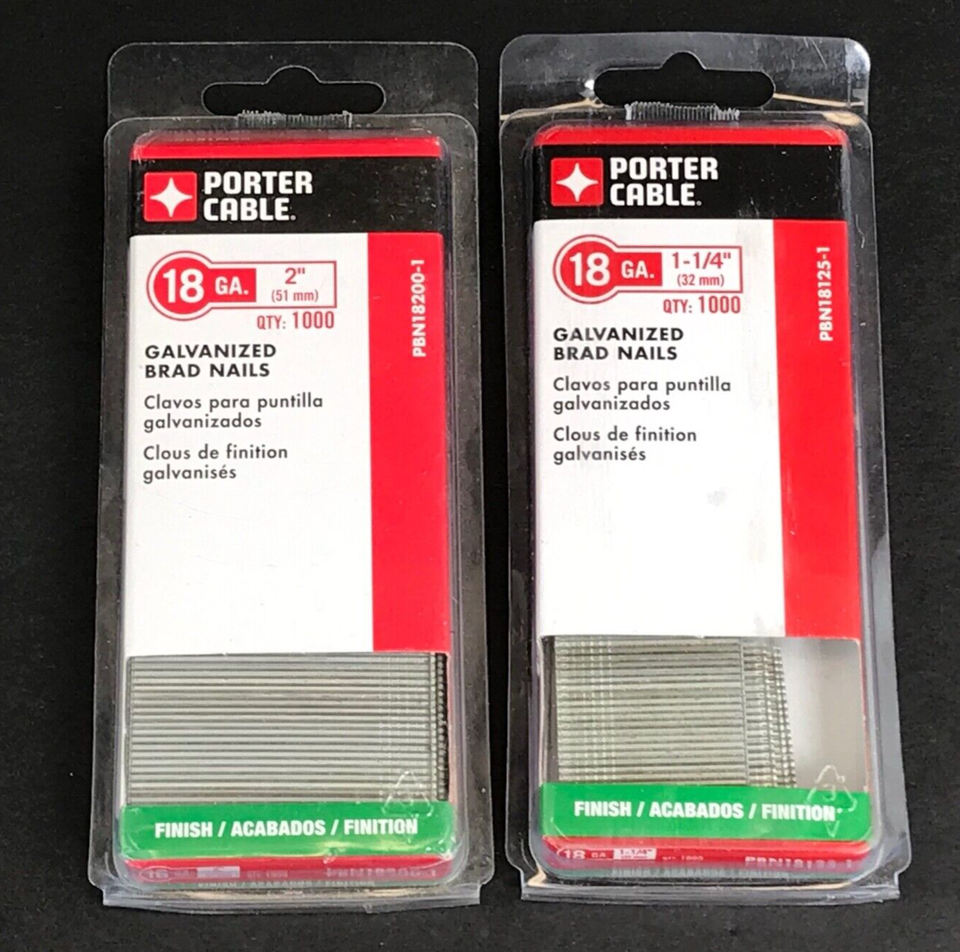 PORTER
CABLE®
18 GA. 2"
(51 mm)
QTY: 1000
PBN18200-1
GALVANIZED
BRAD NAILS
Clavos para puntilla
galvanizados
Clous de finition
galvanisés
FINISH / ACABADOS / FINITION
PORTER
CABLE®
18 GA. 1-1/4"
(32 mm)
QTY: 1000
PBN18125-1
GALVANIZED
BRAD NAILS
Clavos para puntilla
galvanizados
Clous de finition
galvanisés
FINISH / ACABADOS / FINITION
18 GA